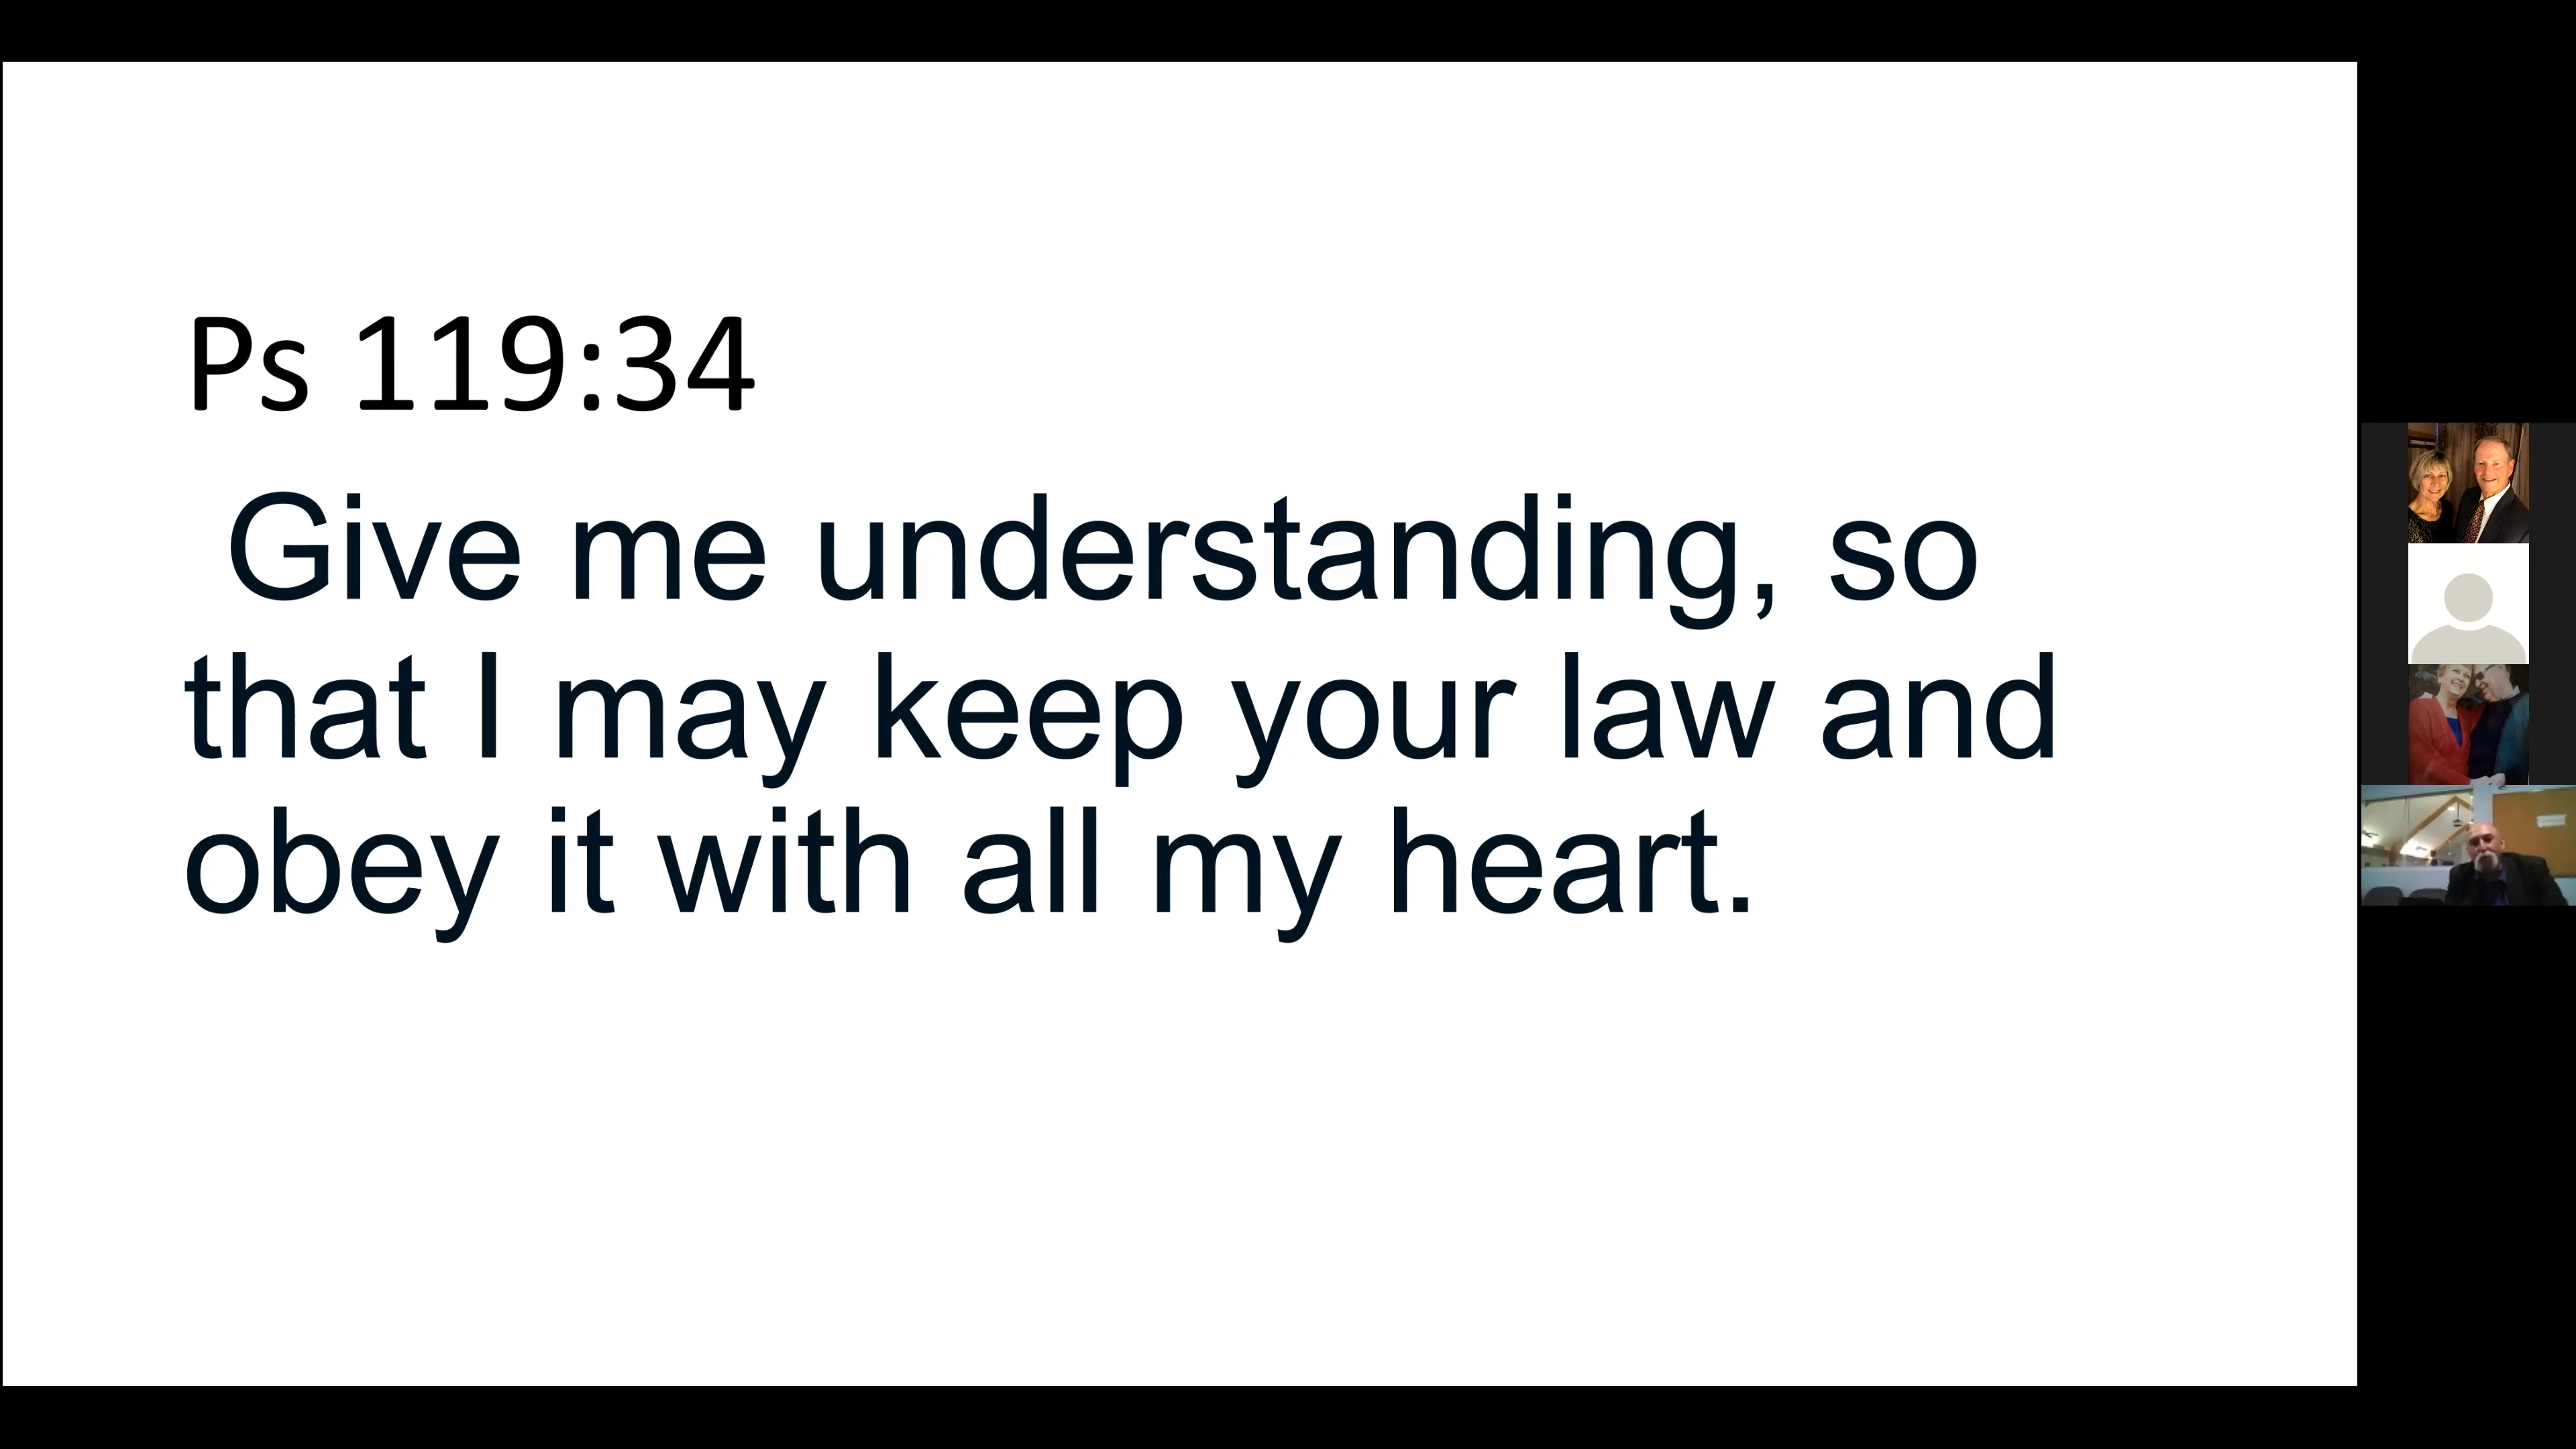 Ps 119:34
Give me understanding, so
that I may keep your law and
obey it with all my heart.